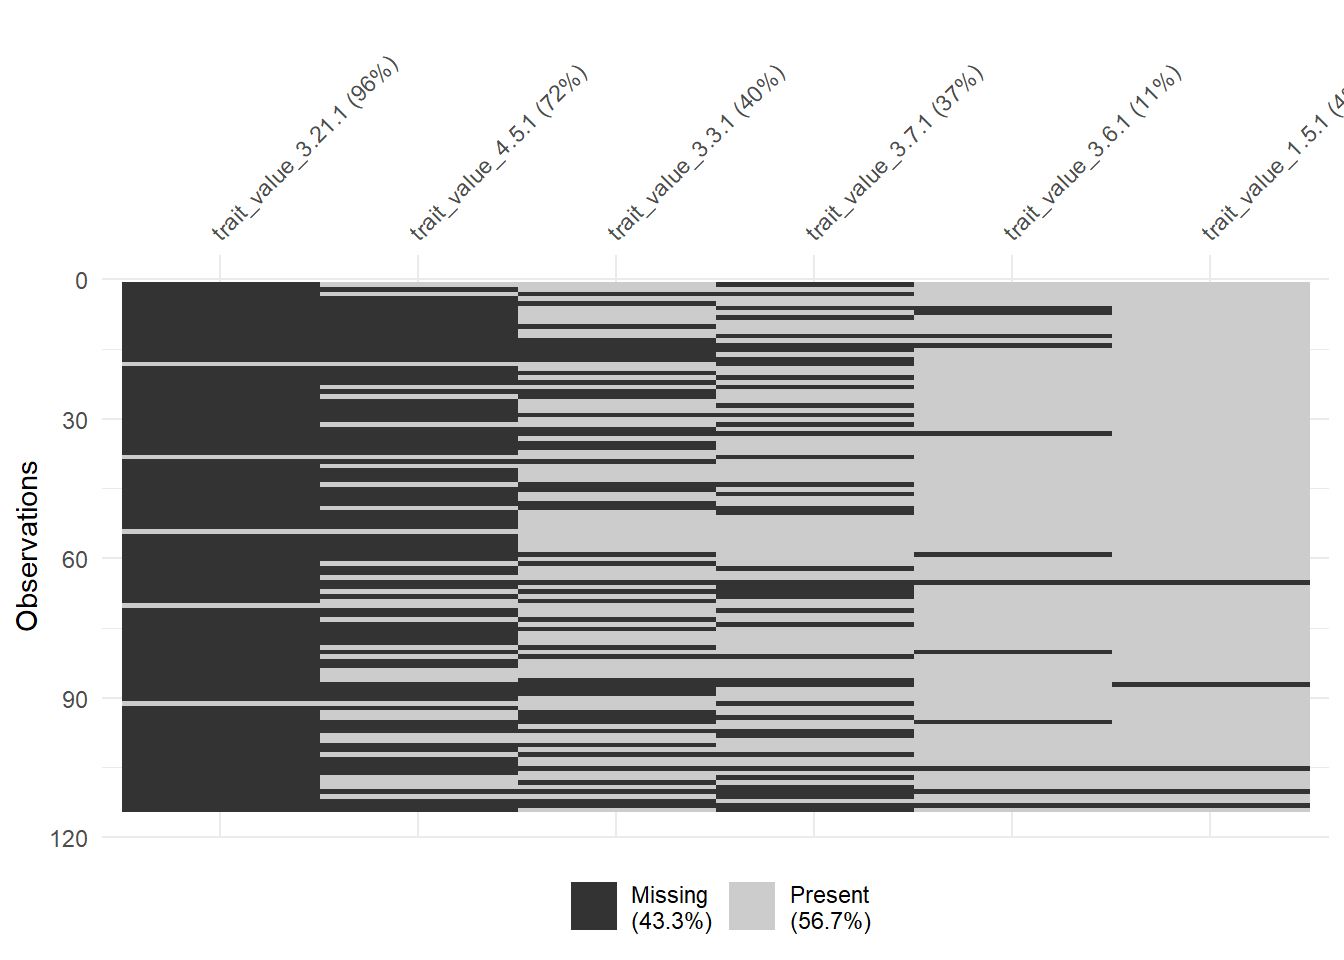 trait_value_3.21.1 (96%)
trait_value_4.5.1 (72%)
trait_value_3.3.1 (40%)
trait_value_3.7.1 (37%)
trait_value_3.6.1 (11%)
trait_value_1.5.1
0
30
60
90
120
Observations
Missing
(43.3%)
Present
(56.7%)